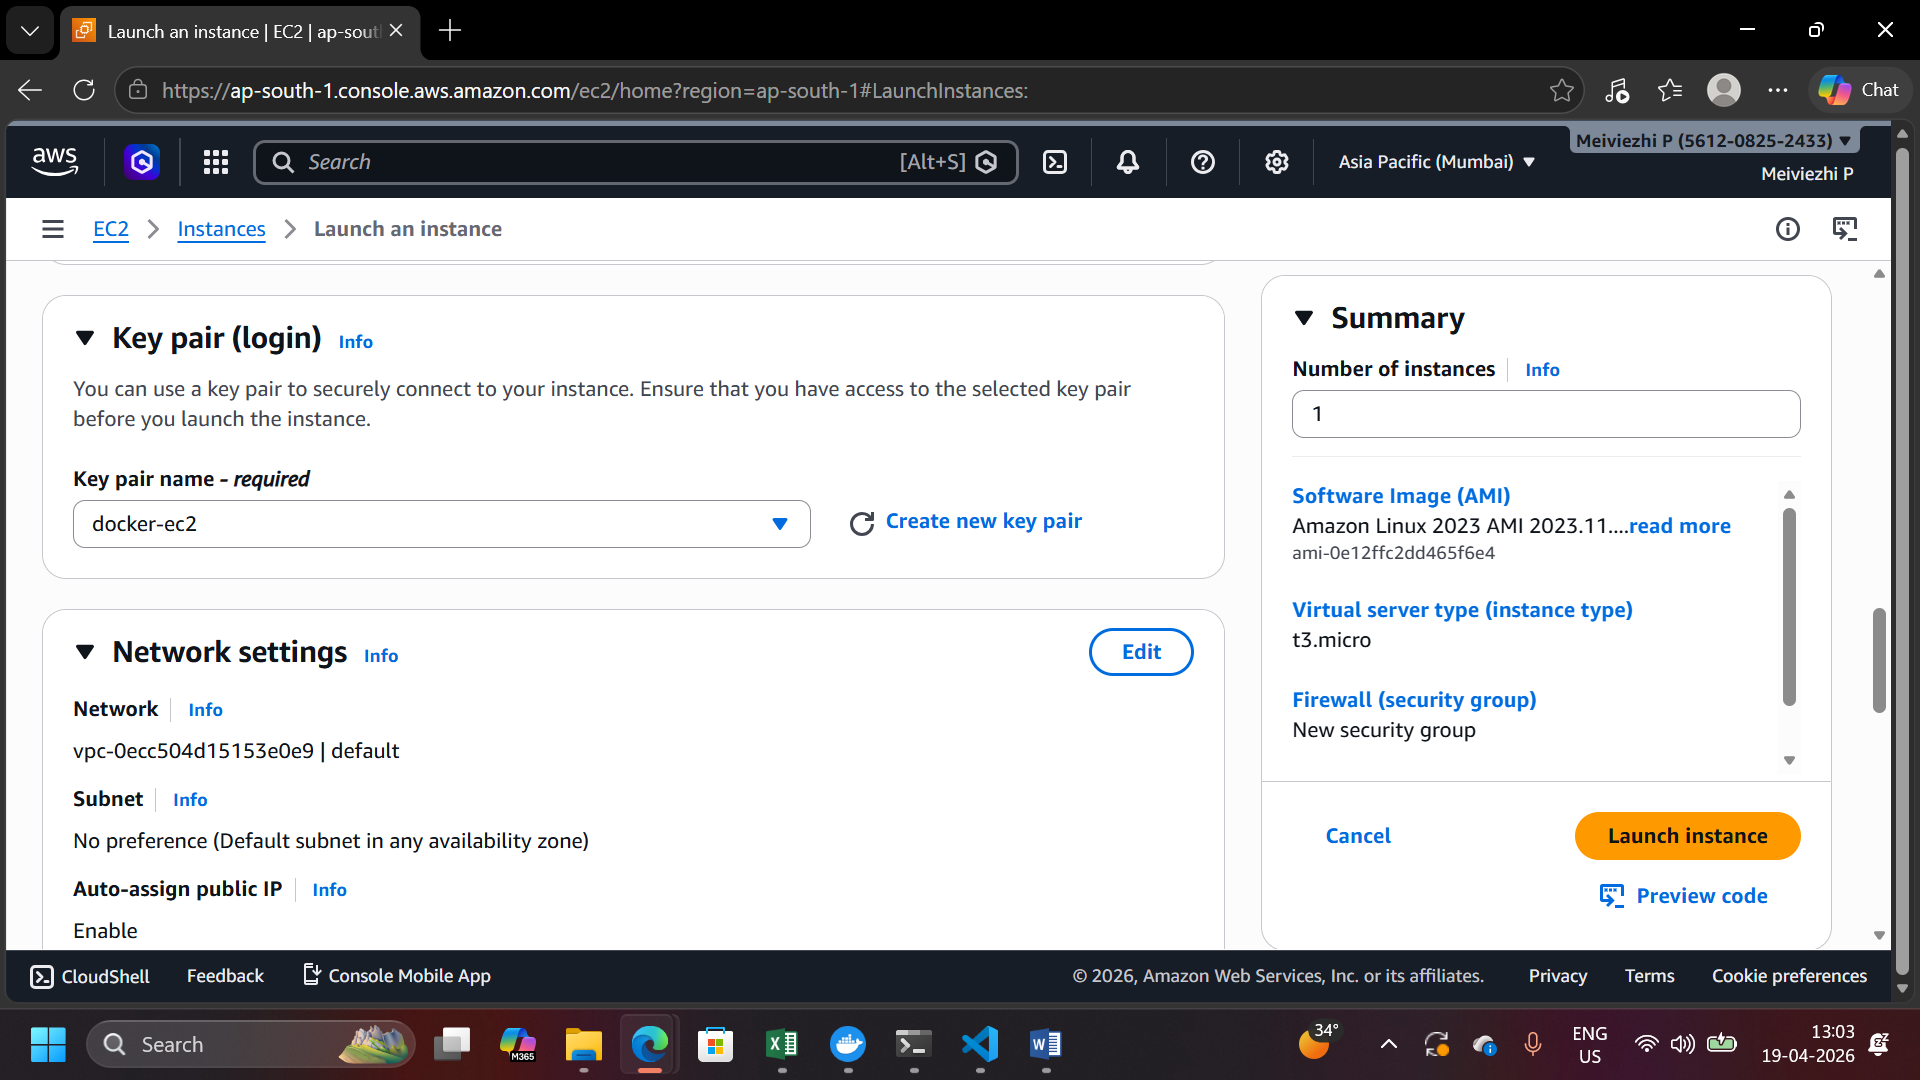 Launch an instance | EC2 | ap-sout
https://ap-south-1.console.aws.amazon.com/ec2/home?region=ap-south-1#LaunchInstances:
Chat
aws
Search
[Alt+S]
Asia Pacific (Mumbai)
Meiviezhi P (5612-0825-2433)
Meiviezhi P
EC2
Instances
Launch an instance
Key pair (login)
Info
You can use a key pair to securely connect to your instance. Ensure that you have access to the selected key pair
before you launch the instance.
Key pair name - required
docker-ec2
Create new key pair
Network settings
Info
Edit
Network
Info
vpc-0ecc504d15153e0e9 | default
Subnet
Info
No preference (Default subnet in any availability zone)
Auto-assign public IP
Info
Enable
Summary
Number of instances
Info
1
Software Image (AMI)
Amazon Linux 2023 AMI 2023.11....read more
ami-0e12ffc2dd465f6e4
Virtual server type (instance type)
t3.micro
Firewall (security group)
New security group
Cancel
Launch instance
Preview code
CloudShell
Feedback
Console Mobile App
© 2026, Amazon Web Services, Inc. or its affiliates.
Privacy
Terms
Cookie preferences
Search
M365
34°
ENG
US
13:03
19-04-2026